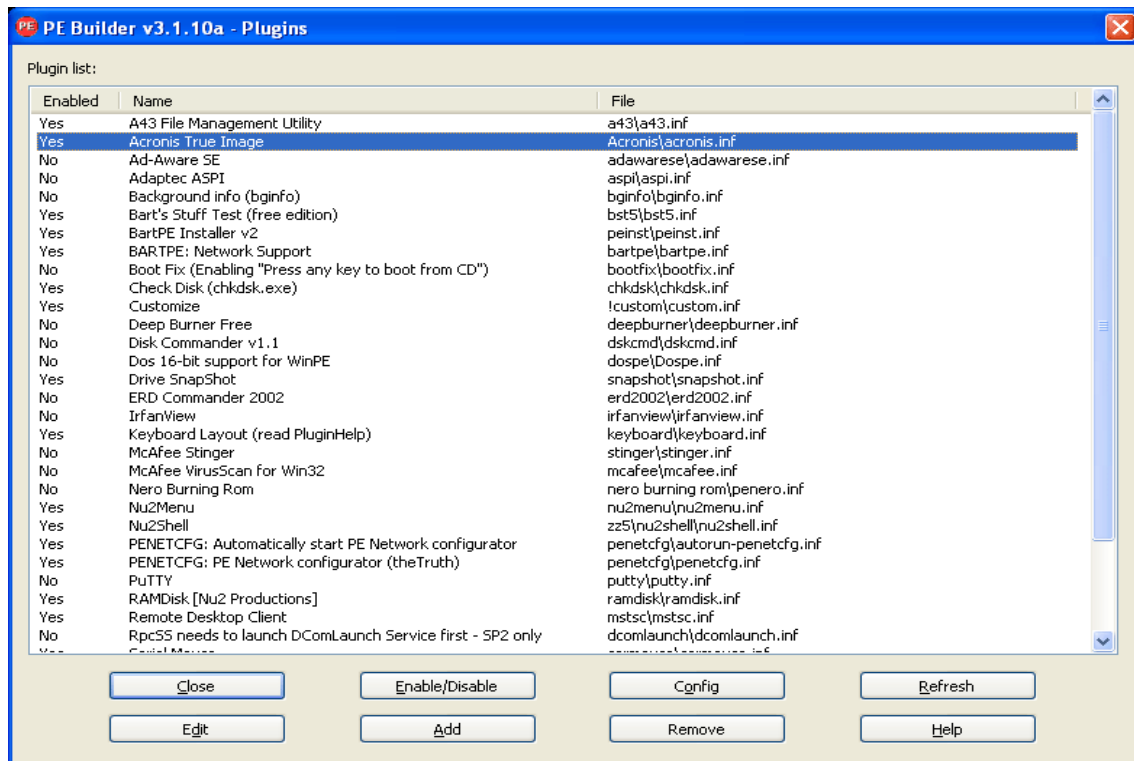 PE Builder v3.1.10a - Plugins
Plugin list:
Enabled Name File
Yes A43 File Management Utility a43\a43.inf
Yes Acronis True Image Acronis\acronis.inf
No Ad-Aware SE adawarese\adawarese.inf
No Adaptec ASPI aspi\aspi.inf
No Background info (bginfo) bginfo\bginfo.inf
Yes Bart's Stuff Test (free edition) bst5\bst5.inf
Yes BartPE Installer v2 peinst\peinst.inf
Yes BARTPE: Network Support bartpe\bartpe.inf
No Boot Fix (Enabling "Press any key to boot from CD") bootfix\bootfix.inf
Yes Check Disk (chkdsk.exe) chkdsk\chkdsk.inf
Yes Customize !custom\custom.inf
No Deep Burner Free deepburner\deepburner.inf
No Disk Commander v1.1 dskcmd\dskcmd.inf
No Dos 16-bit support for WinPE dospe\Dospe.inf
Yes Drive SnapShot snapshot\snapshot.inf
No ERD Commander 2002 erd2002\erd2002.inf
No IrfanView irfanview\irfanview.inf
Yes Keyboard Layout (read PluginHelp) keyboard\keyboard.inf
No McAfee Stinger stinger\stinger.inf
No McAfee VirusScan for Win32 mcafee\mcafee.inf
No Nero Burning Rom nero burning rom\penero.inf
Yes Nu2Menu nu2menu\nu2menu.inf
Yes Nu2Shell zz5\nu2shell\nu2shell.inf
Yes PENETCFG: Automatically start PE Network configurator penetcfg\autorun-penetcfg.inf
Yes PENETCFG: PE Network configurator (theTruth) penetcfg\penetcfg.inf
No PuTTY putty\putty.inf
Yes RAMDisk [Nu2 Productions] ramdisk\ramdisk.inf
Yes Remote Desktop Client mstsc\mstsc.inf
No RpcSS needs to launch DComLaunch Service first - SP2 only dcomlaunch\dcomlaunch.inf
Close Enable/Disable Config Refresh
Edit Add Remove Help